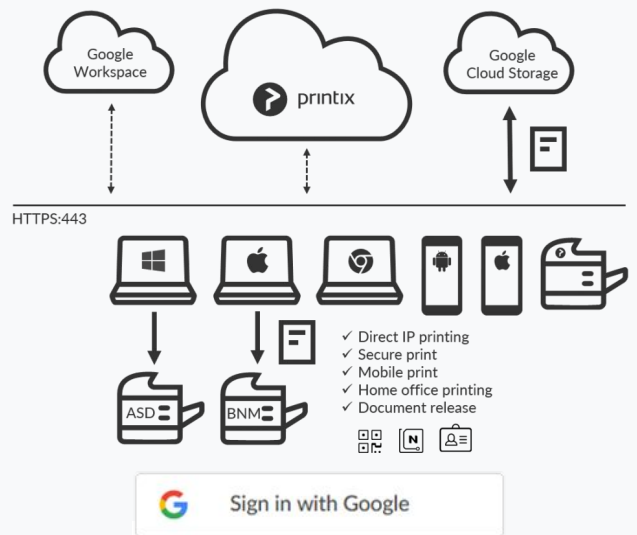 Google
Workspace
printix
Google
Cloud Storage
HTTPS:443
✓ Direct IP printing
✓ Secure print
✓ Mobile print
✓ Home office printing
✓ Document release
ASD
BNM
N
Sign in with Google